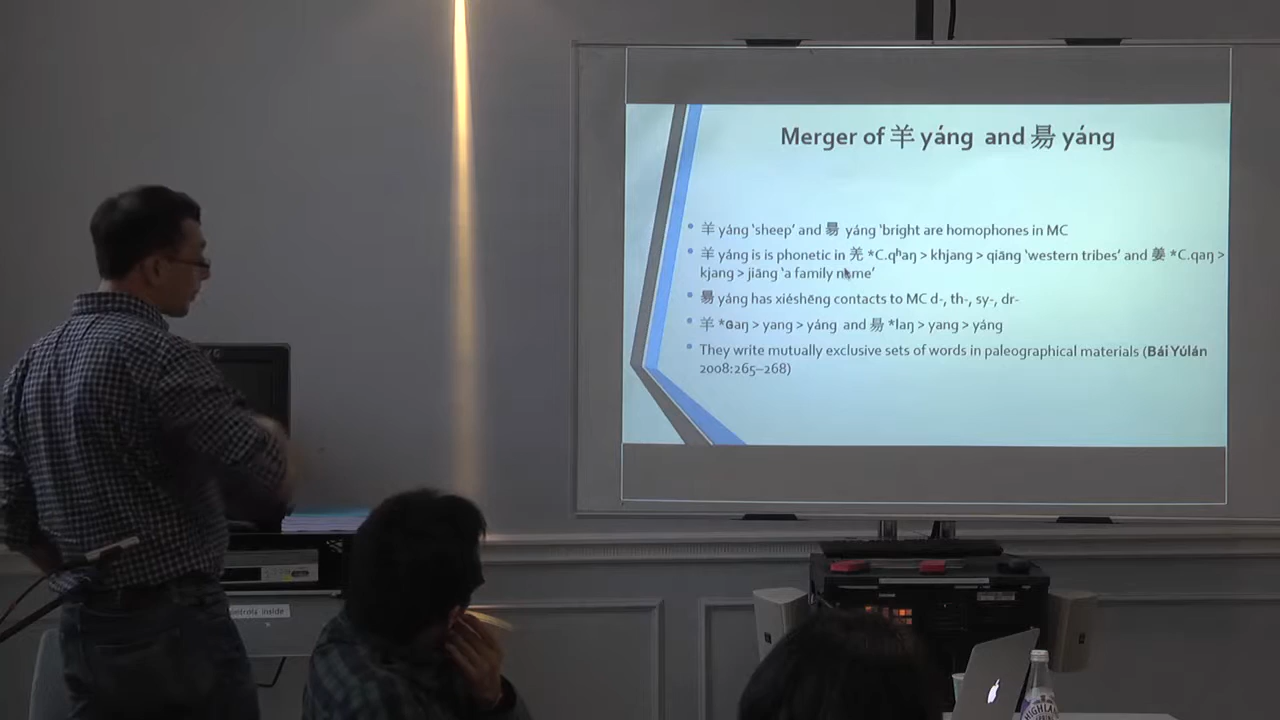 Merger of 羊 yáng and 昜 yáng
• 羊 yáng ‘sheep’ and 昜 yáng ‘bright are homophones in MC
• 羊 yáng is is phonetic in 羌 *C.qʰaŋ > khjang > qiāng ‘western tribes’ and 姜 *C.qaŋ >
kjang > jiāng ‘a family name’
• 昜 yáng has xiéshēng contacts to MC d-, th-, sy-, dr-
• 羊 *ɢaŋ > yang > yáng and 昜 *laŋ > yang > yáng
• They write mutually exclusive sets of words in paleographical materials (Bái Yúlán
2008:265–268)
controls inside
HIGHLAND